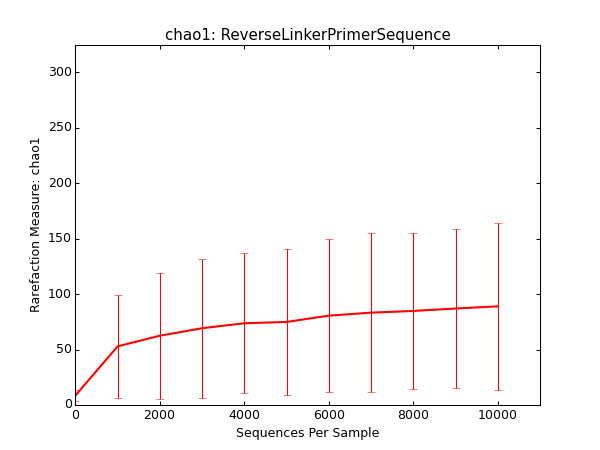 chao1: ReverseLinkerPrimerSequence
300
250
200
150
100
50
0
Rarefaction Measure: chao1
0 2000 4000 6000 8000 10000
Sequences Per Sample